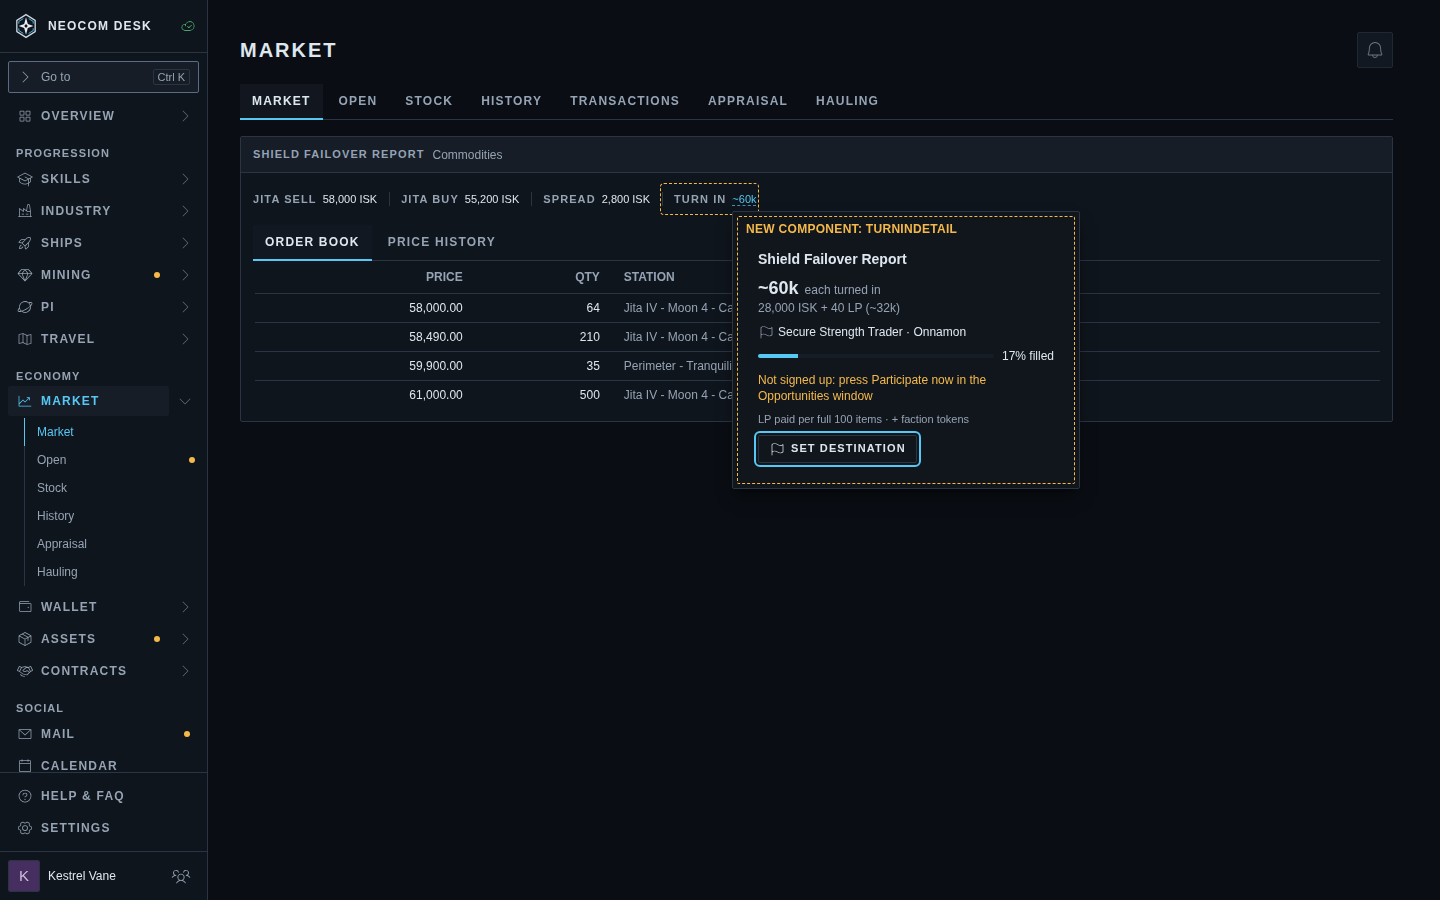 NEOCOM DESK
Go to Ctrl K
OVERVIEW
PROGRESSION
SKILLS
INDUSTRY
SHIPS
MINING
PI
TRAVEL
ECONOMY
MARKET
Market
Open
Stock
History
Appraisal
Hauling
WALLET
ASSETS
CONTRACTS
SOCIAL
MAIL
CALENDAR
HELP & FAQ
SETTINGS
K Kestrel Vane
MARKET
MARKET OPEN STOCK HISTORY TRANSACTIONS APPRAISAL HAULING
SHIELD FAILOVER REPORT Commodities
JITA SELL 58,000 ISK JITA BUY 55,200 ISK SPREAD 2,800 ISK TURN IN ~60k
ORDER BOOK PRICE HISTORY
PRICE QTY STATION
58,000.00 64 Jita IV - Moon 4 - Ca
58,490.00 210 Jita IV - Moon 4 - Ca
59,900.00 35 Perimeter - Tranquili
61,000.00 500 Jita IV - Moon 4 - Ca
NEW COMPONENT: TURNINDETAIL
Shield Failover Report
~60k each turned in
28,000 ISK + 40 LP (~32k)
Secure Strength Trader · Onnamon
17% filled
Not signed up: press Participate now in the
Opportunities window
LP paid per full 100 items · + faction tokens
SET DESTINATION